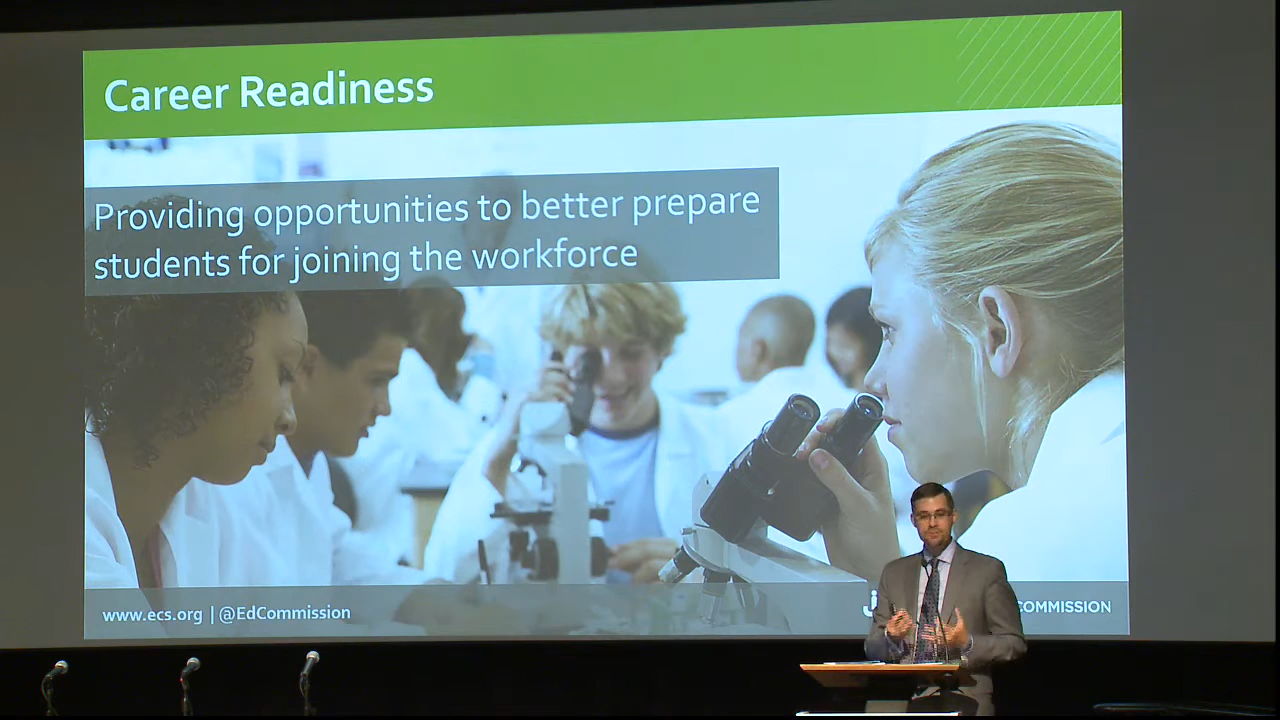 Career Readiness
Providing opportunities to better prepare
students for joining the workforce
www.ecs.org | @EdCommission
COMMISSION